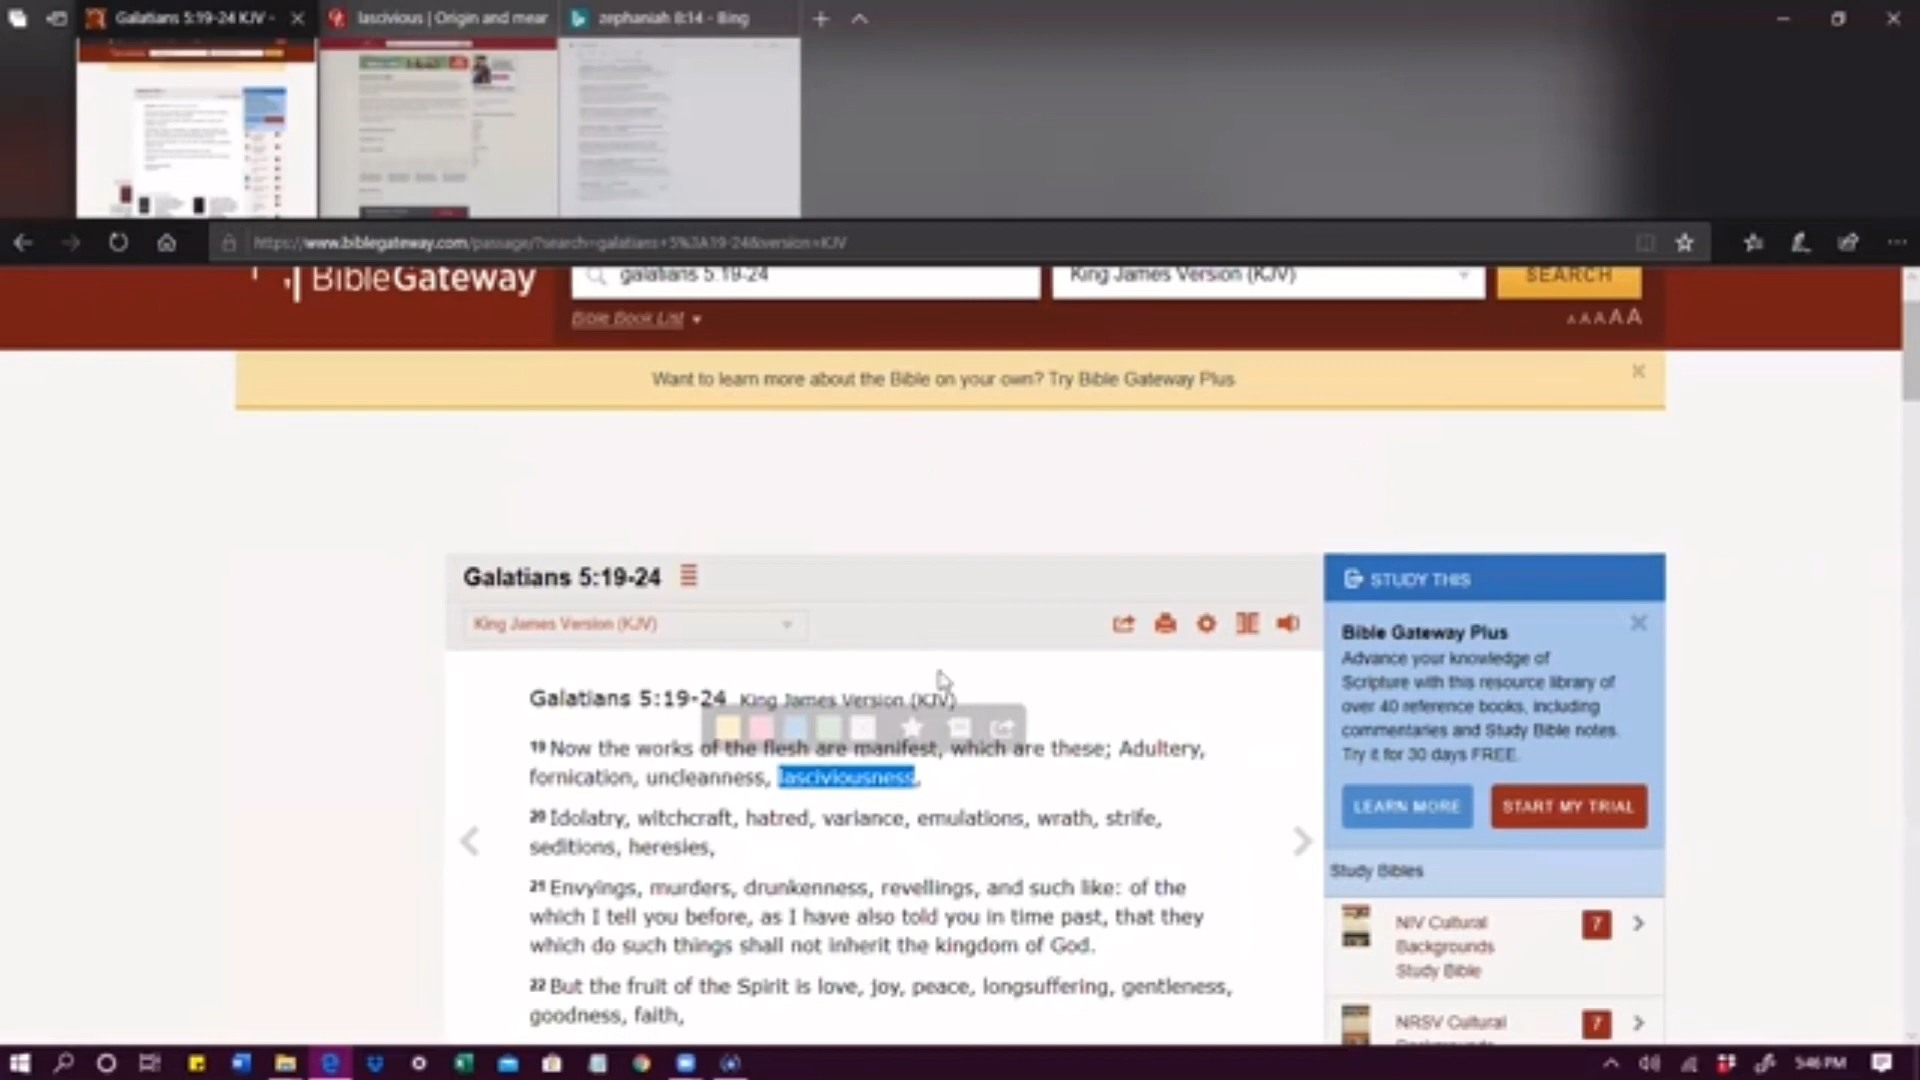 Galatians 5:19-24 KJV -
lascivious | Origin and mear
zephaniah 8:14 - Bing
https://www.biblegateway.com/passage/?search=galatians+5%3A19-24&version=KJV
BibleGateway
galatians 5:19-24
King James Version (KJV)
SEARCH
Bible Book List
AAAAA
Want to learn more about the Bible on your own? Try Bible Gateway Plus
Galatians 5:19-24
King James Version (KJV)
Galatians 5:19-24 King James Version (KJV)
19 Now the works of the flesh are manifest, which are these; Adultery,
fornication, uncleanness, lasciviousness,
20 Idolatry, witchcraft, hatred, variance, emulations, wrath, strife,
seditions, heresies,
21 Envyings, murders, drunkenness, revellings, and such like: of the
which I tell you before, as I have also told you in time past, that they
which do such things shall not inherit the kingdom of God.
22 But the fruit of the Spirit is love, joy, peace, longsuffering, gentleness,
goodness, faith,
STUDY THIS
Bible Gateway Plus
Advance your knowledge of
Scripture with this resource library of
over 40 reference books, including
commentaries and Study Bible notes.
Try it for 30 days FREE.
LEARN MORE
START MY TRIAL
Study Bibles
NIV Cultural
Backgrounds
Study Bible
7
NRSV Cultural
7
5:46 PM